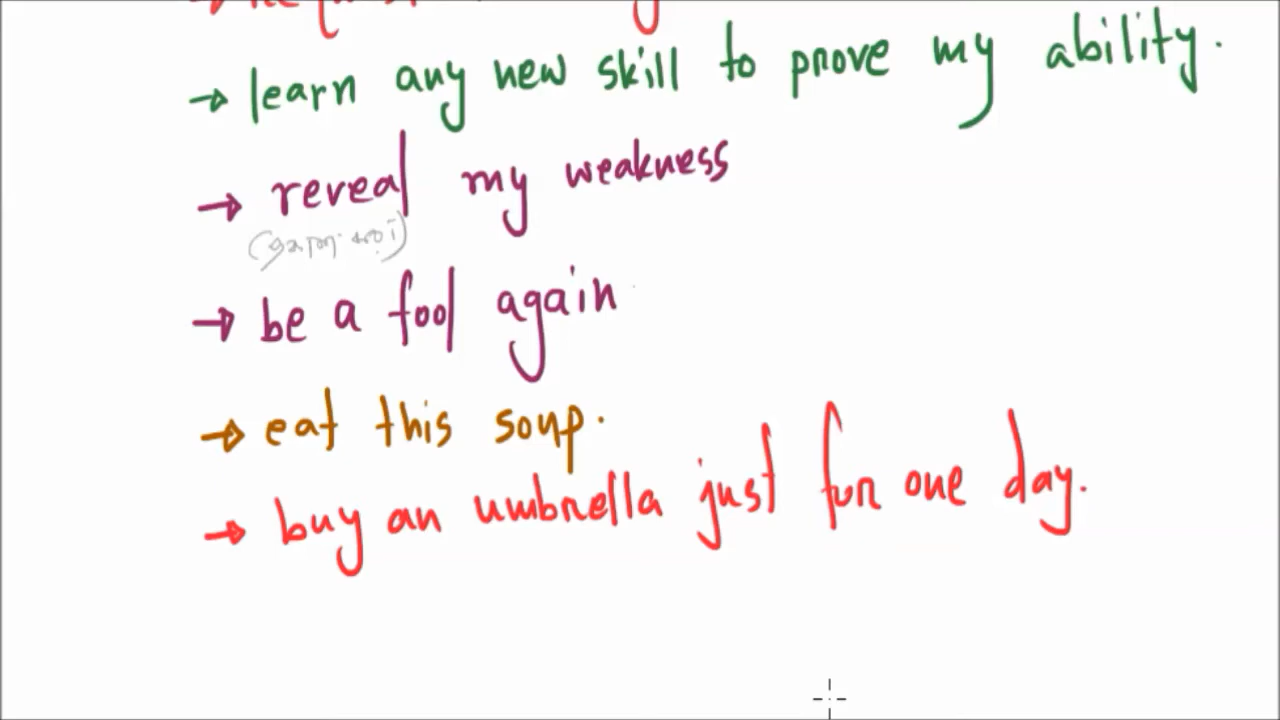 → learn any new skill to prove my ability.
→ reveal my weakness
→ be a fool again
→ eat this soup.
→ buy an umbrella just for one day.